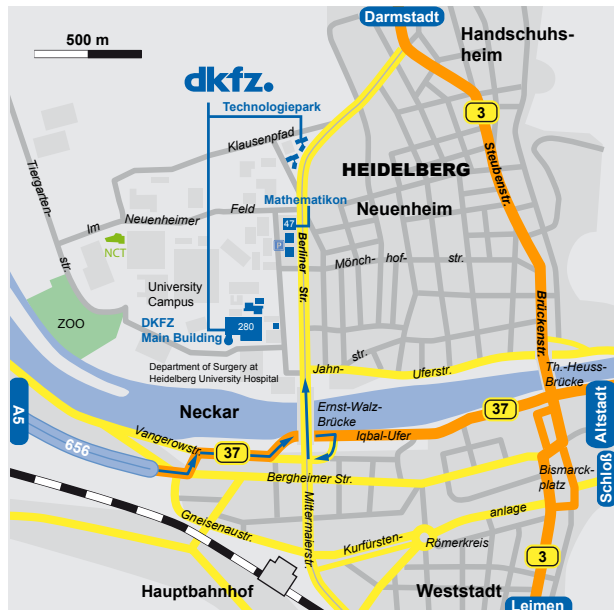 Darmstadt
500 m
Handschuhs-
heim
dkfz.
Technologiepark
3
Klausenpfad
Steubenstr.
HEIDELBERG
Tiergarten-
str.
Mathematikon
Im Neuenheimer Feld
47
Neuenheim
P
Berliner Str.
NCT
Mönch- hof- str.
University
Campus
ZOO
DKFZ
Main Building
280
Brückenstr.
Department of Surgery at
Heidelberg University Hospital
Jahn- str.
Uferstr.
Th.-Heuss-
Brücke
A5
Neckar
Ernst-Walz-
Brücke
37
Altstadt
656
Vangerowstr.
37
Iqbal-Ufer
Bergheimer Str.
Bismarck-
platz
Schloß
Gneisenaustr.
Mittermaierstr.
Kurfürsten- anlage
Römerkreis
3
Hauptbahnhof
Weststadt
Leimen